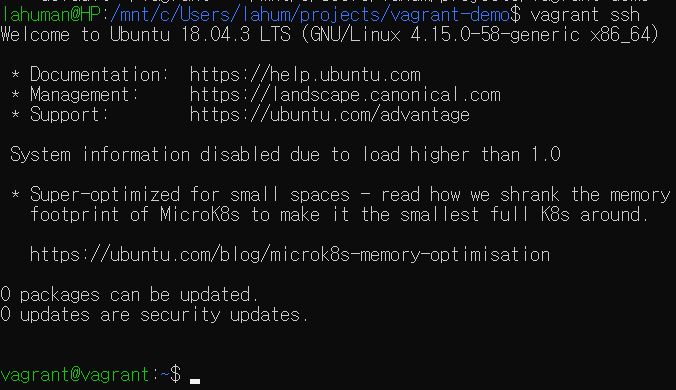 lahuman@HP:/mnt/c/Users/lahum/projects/vagrant-demo$ vagrant ssh
Welcome to Ubuntu 18.04.3 LTS (GNU/Linux 4.15.0-58-generic x86_64)
* Documentation:  https://help.ubuntu.com
* Management:     https://landscape.canonical.com
* Support:        https://ubuntu.com/advantage
System information disabled due to load higher than 1.0
* Super-optimized for small spaces - read how we shrank the memory
footprint of MicroK8s to make it the smallest full K8s around.
https://ubuntu.com/blog/microk8s-memory-optimisation
0 packages can be updated.
0 updates are security updates.
vagrant@vagrant:~$